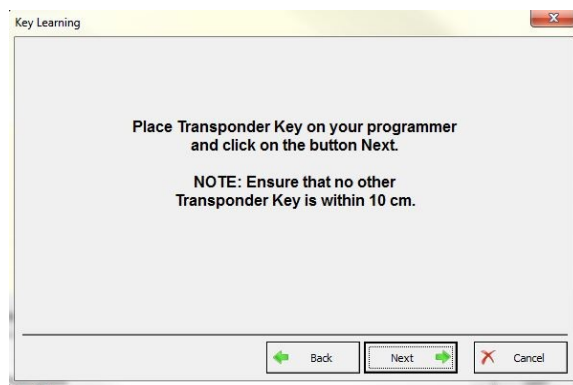 Key Learning
Place Transponder Key on your programmer
and click on the button Next.
NOTE: Ensure that no other
Transponder Key is within 10 cm.
Back
Next
Cancel